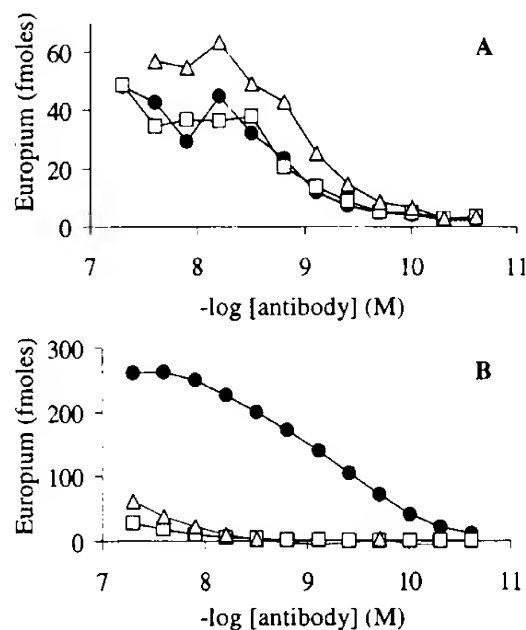 A
Europium (fmoles)
60
40
20
0
7 8 9 10 11
-log [antibody] (M)
B
Europium (fmoles)
300
200
100
0
7 8 9 10 11
-log [antibody] (M)